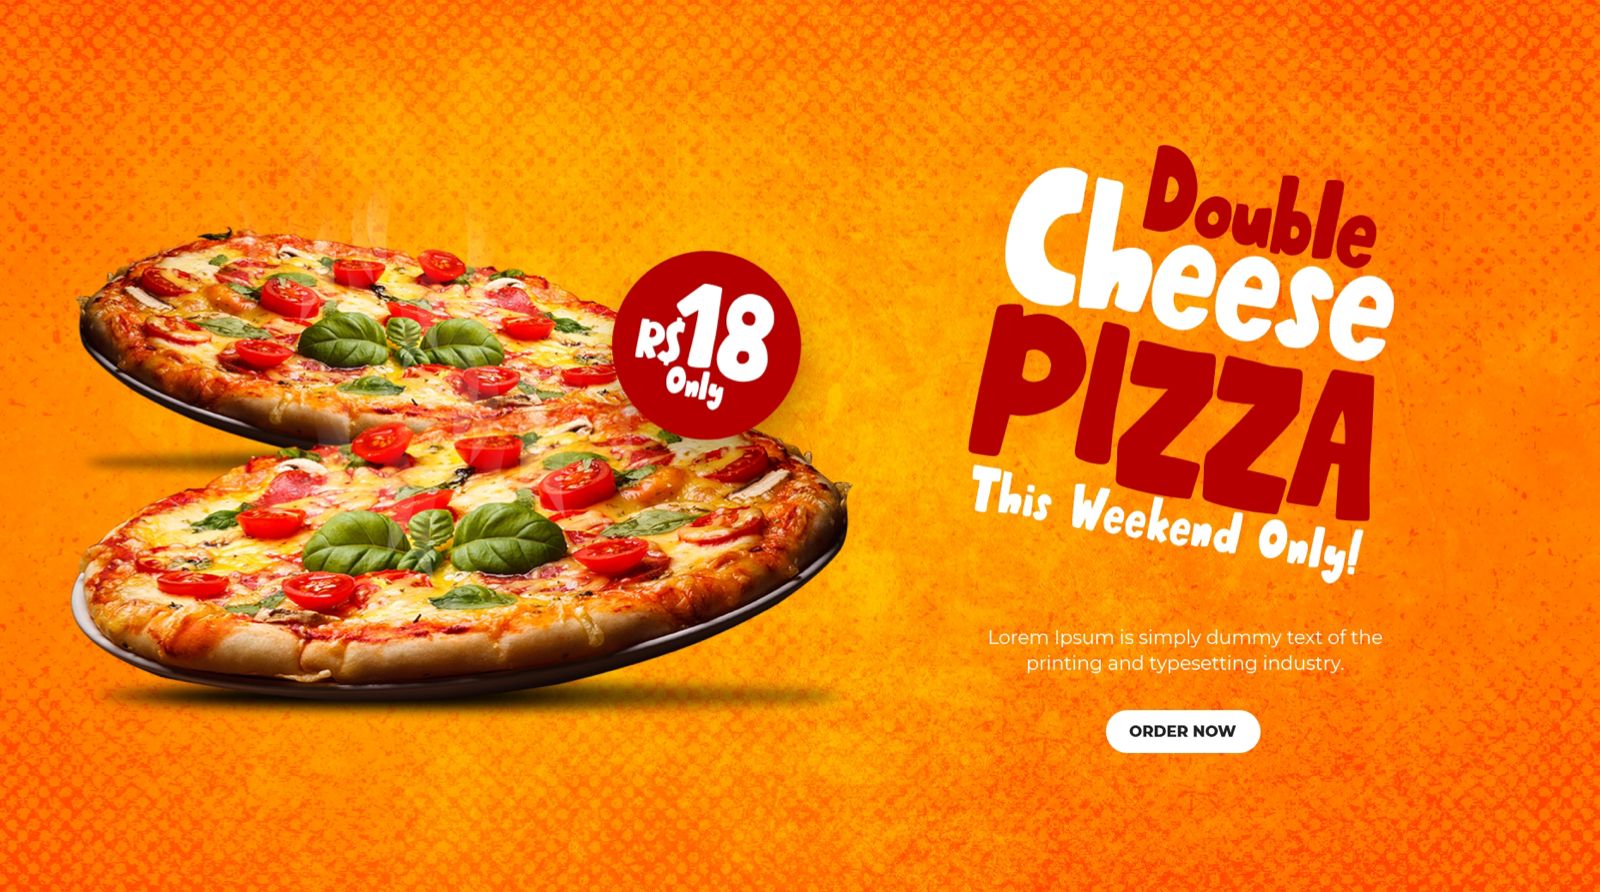 R$18
Only
Double
Cheese
PIZZA
This Weekend Only!
Lorem Ipsum is simply dummy text of the
printing and typesetting industry.
ORDER NOW